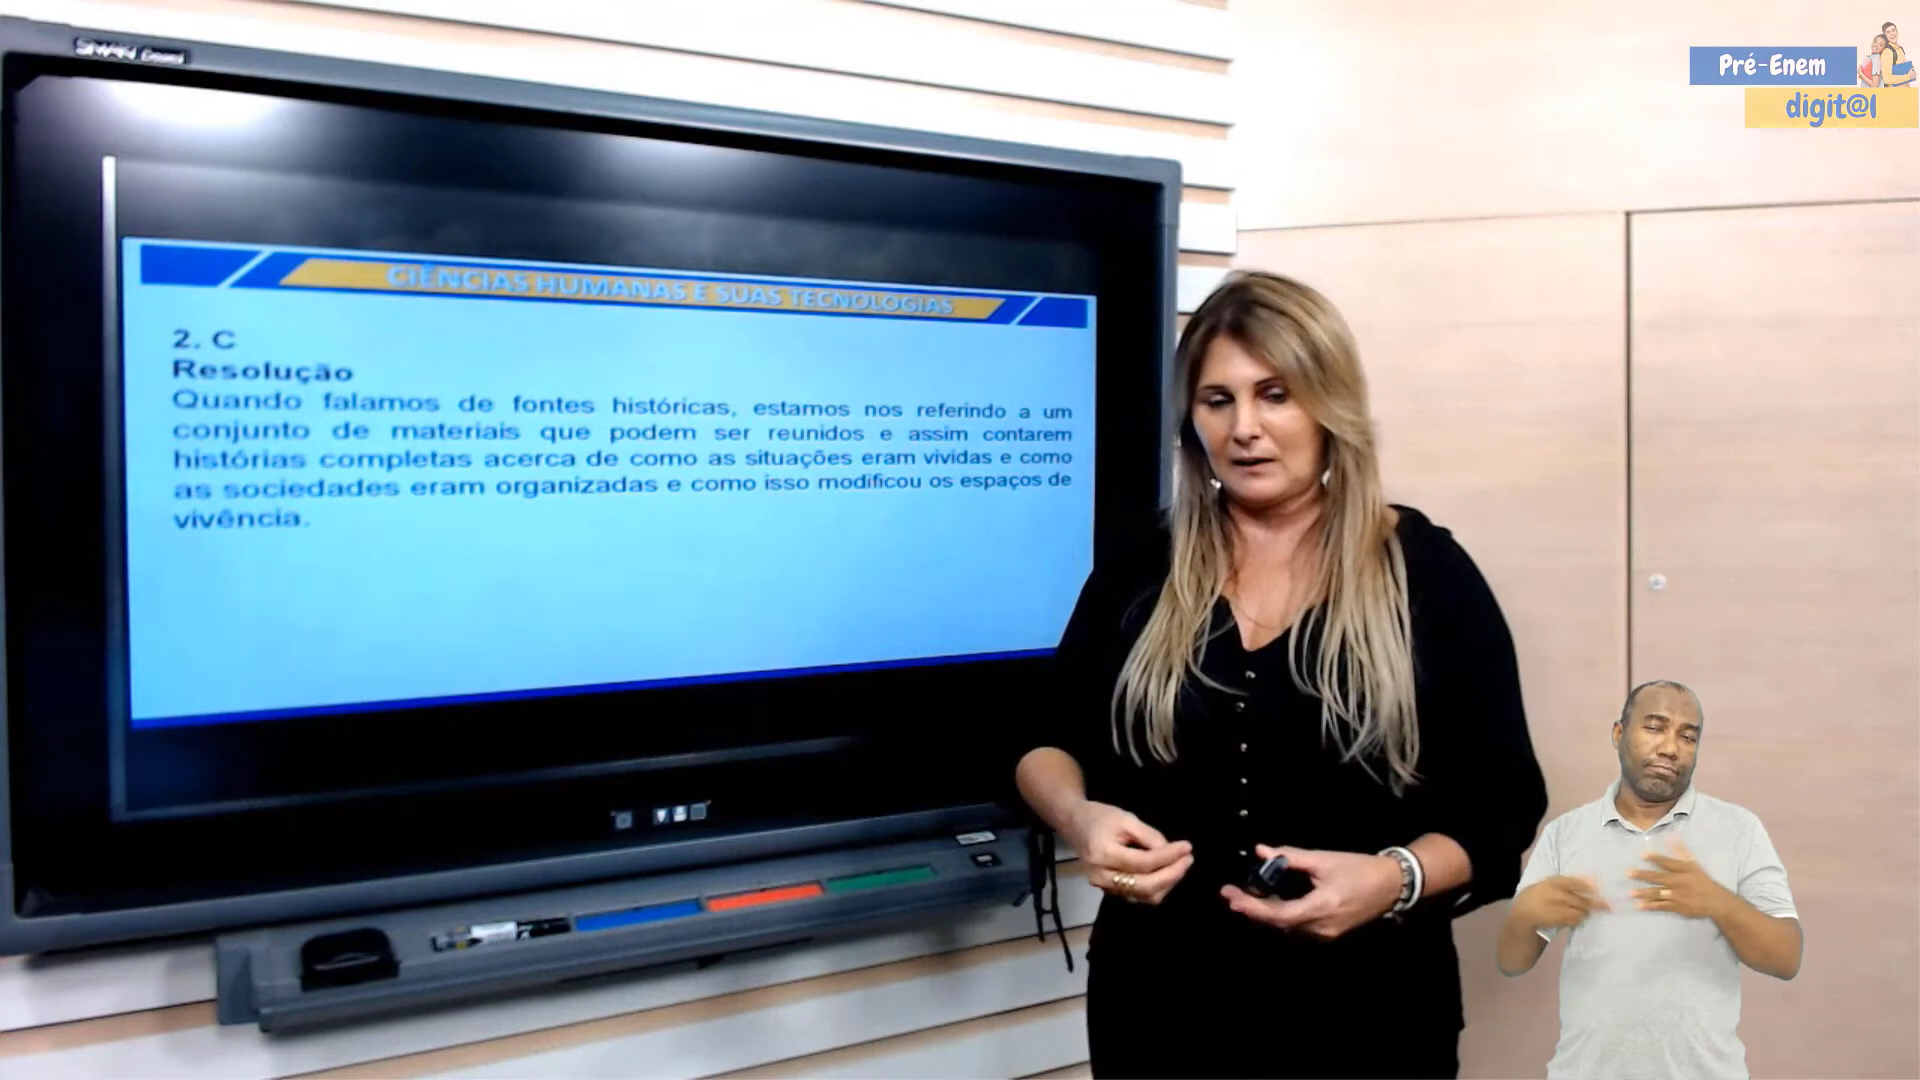 Pré-Enem
digit@l
CIÊNCIAS HUMANAS E SUAS TECNOLOGIAS
2. C
Resolução
Quando falamos de fontes históricas, estamos nos referindo a um
conjunto de materiais que podem ser reunidos e assim contarem
histórias completas acerca de como as situações eram vividas e como
as sociedades eram organizadas e como isso modificou os espaços de
vivência.